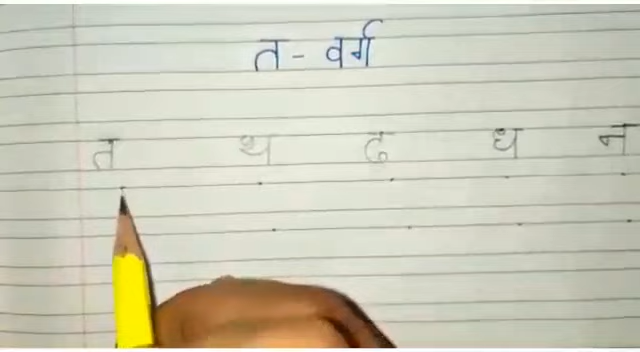 त - वर्ग
त थ द ध न